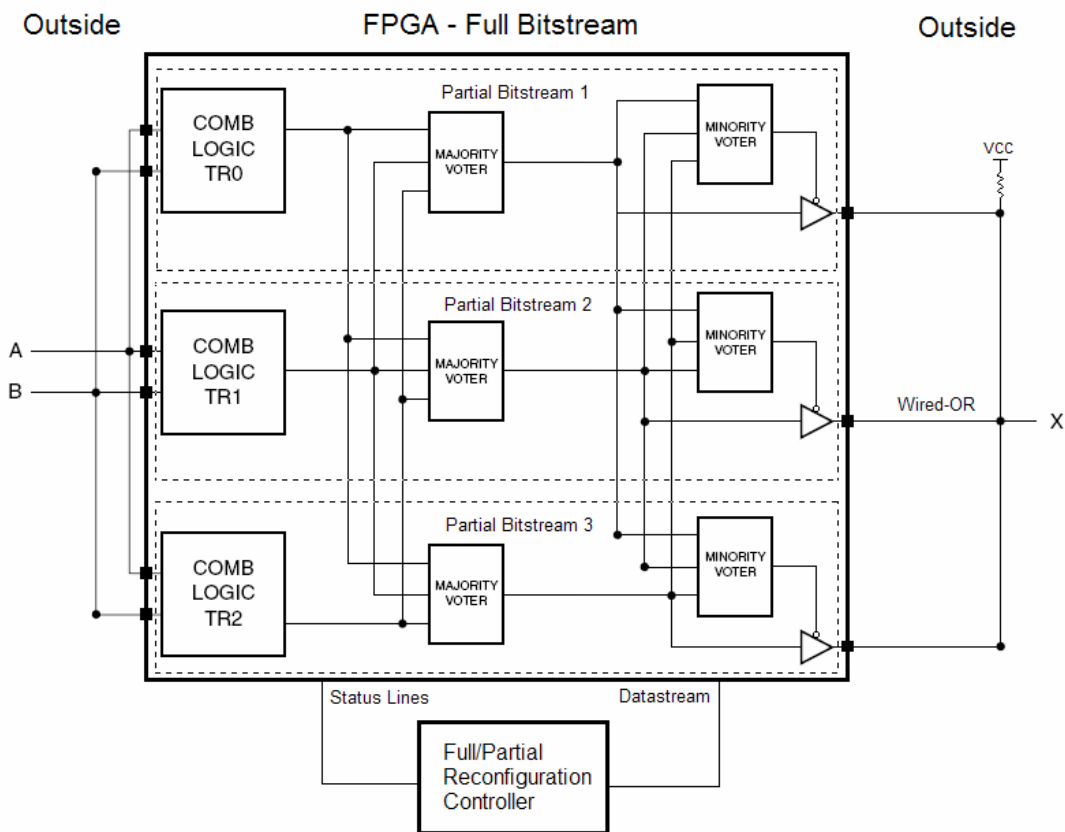 Outside
FPGA - Full Bitstream
Outside
Partial Bitstream 1
COMB
LOGIC
TR0
MAJORITY
VOTER
MINORITY
VOTER
VCC
Partial Bitstream 2
COMB
LOGIC
TR1
MAJORITY
VOTER
MINORITY
VOTER
A
B
Wired-OR
X
Partial Bitstream 3
COMB
LOGIC
TR2
MAJORITY
VOTER
MINORITY
VOTER
Status Lines
Datastream
Full/Partial
Reconfiguration
Controller